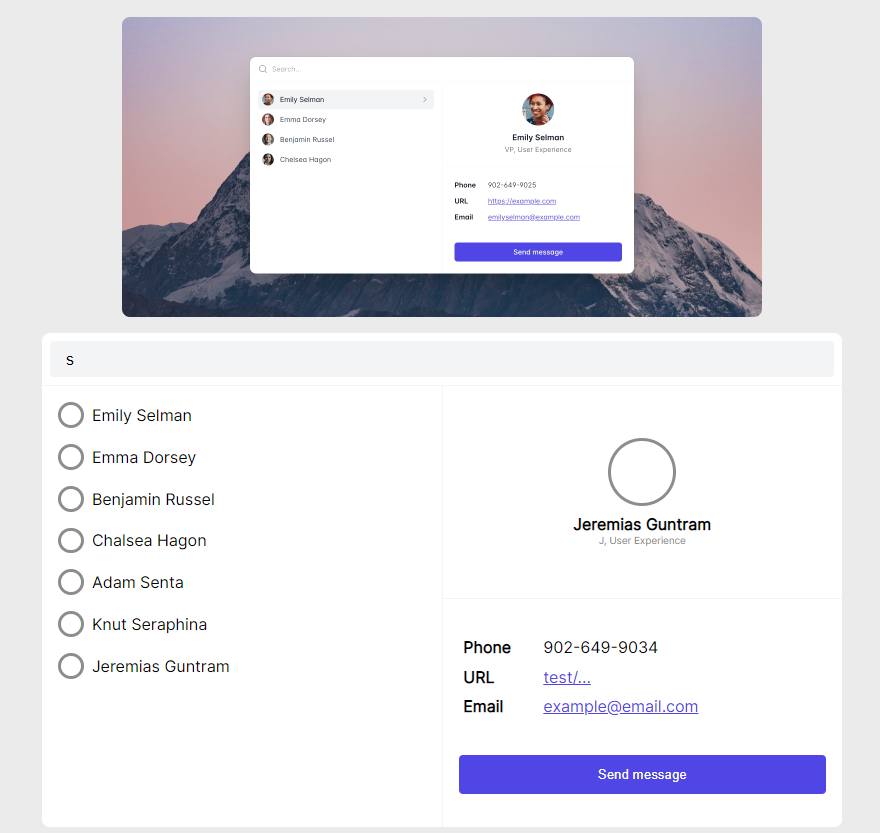 Search...
Emily Selman
Emma Dorsey
Benjamin Russel
Chelsea Hagon
Emily Selman
VP, User Experience
Phone 902-649-9025
URL https://example.com
Email emilyselman@example.com
Send message
s
Emily Selman
Emma Dorsey
Benjamin Russel
Chalsea Hagon
Adam Senta
Knut Seraphina
Jeremias Guntram
Jeremias Guntram
J, User Experience
Phone 902-649-9034
URL test/...
Email example@email.com
Send message